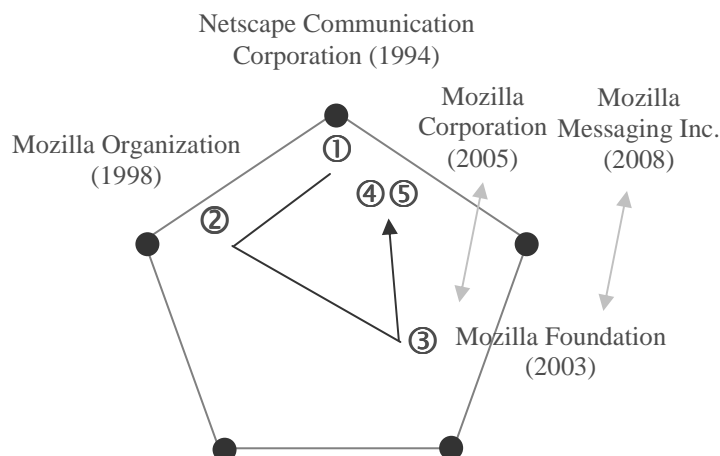 Netscape Communication
Corporation (1994)
Mozilla
Corporation
(2005)
Mozilla
Messaging Inc.
(2008)
Mozilla Organization
(1998)
①
④⑤
②
③
Mozilla Foundation
(2003)